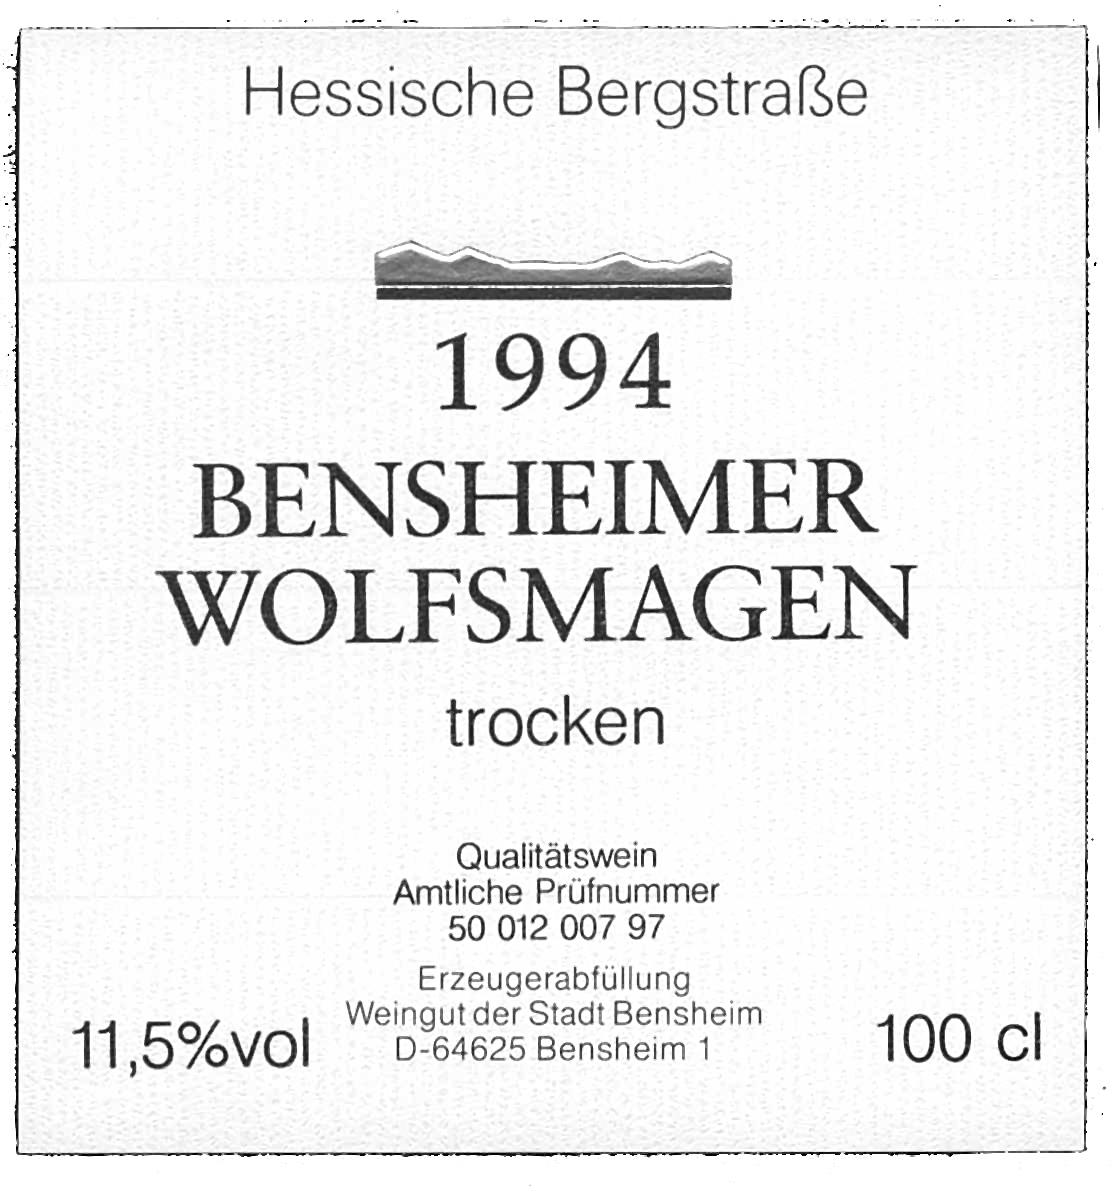 Hessische Bergstraße
1994
BENSHEIMER
WOLFSMAGEN
trocken
Qualitätswein
Amtliche Prüfnummer
50 012 007 97
Erzeugerabfüllung
Weingut der Stadt Bensheim
D-64625 Bensheim 1
11,5%vol
100 cl